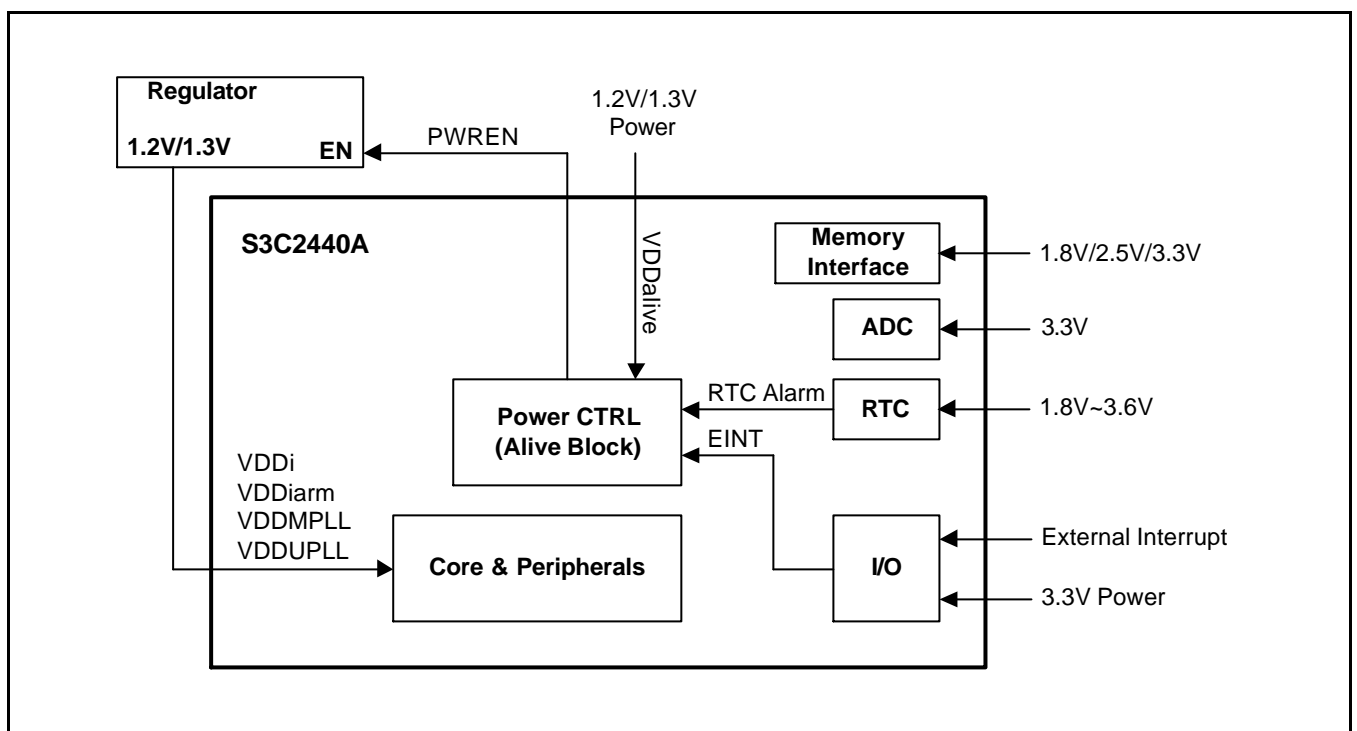 Regulator
1.2V/1.3V
EN
PWREN
1.2V/1.3V
Power
S3C2440A
VDDalive
Memory
Interface
1.8V/2.5V/3.3V
ADC
3.3V
Power CTRL
(Alive Block)
RTC Alarm
RTC
1.8V~3.6V
EINT
VDDi
VDDiarm
VDDMPLL
VDDUPLL
Core & Peripherals
I/O
External Interrupt
3.3V Power